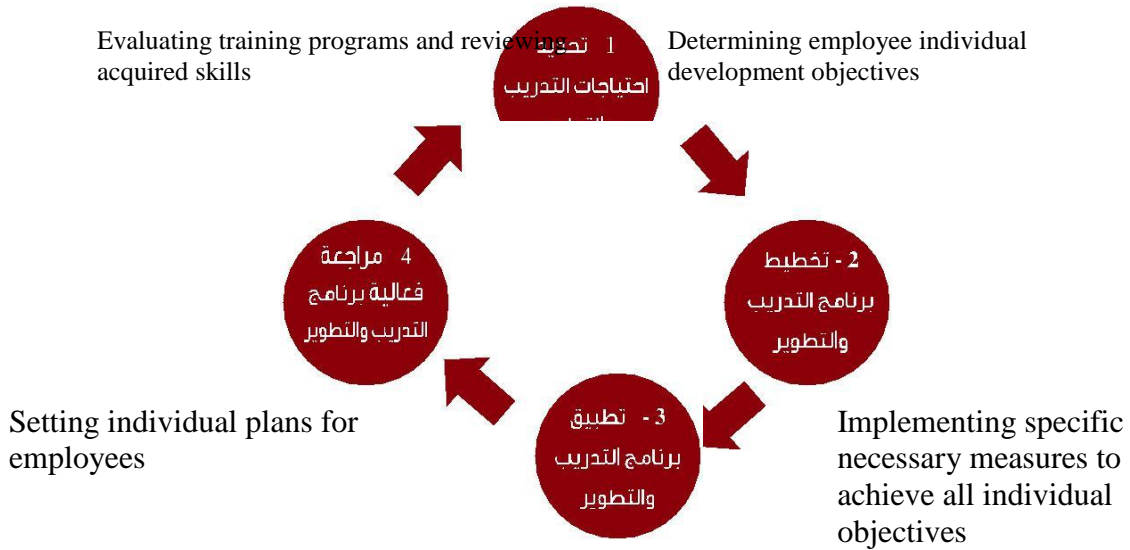 Evaluating training programs and reviewing
acquired skills
1 تحديد
احتياجات التدريب
Determining employee individual
development objectives
2 - تخطيط
برنامج التدريب
والتطوير
Implementing specific
necessary measures to
achieve all individual
objectives
3 - تطبيق
برنامج التدريب
والتطوير
Setting individual plans for
employees
4 مراجعة
فعالية برنامج
التدريب والتطوير